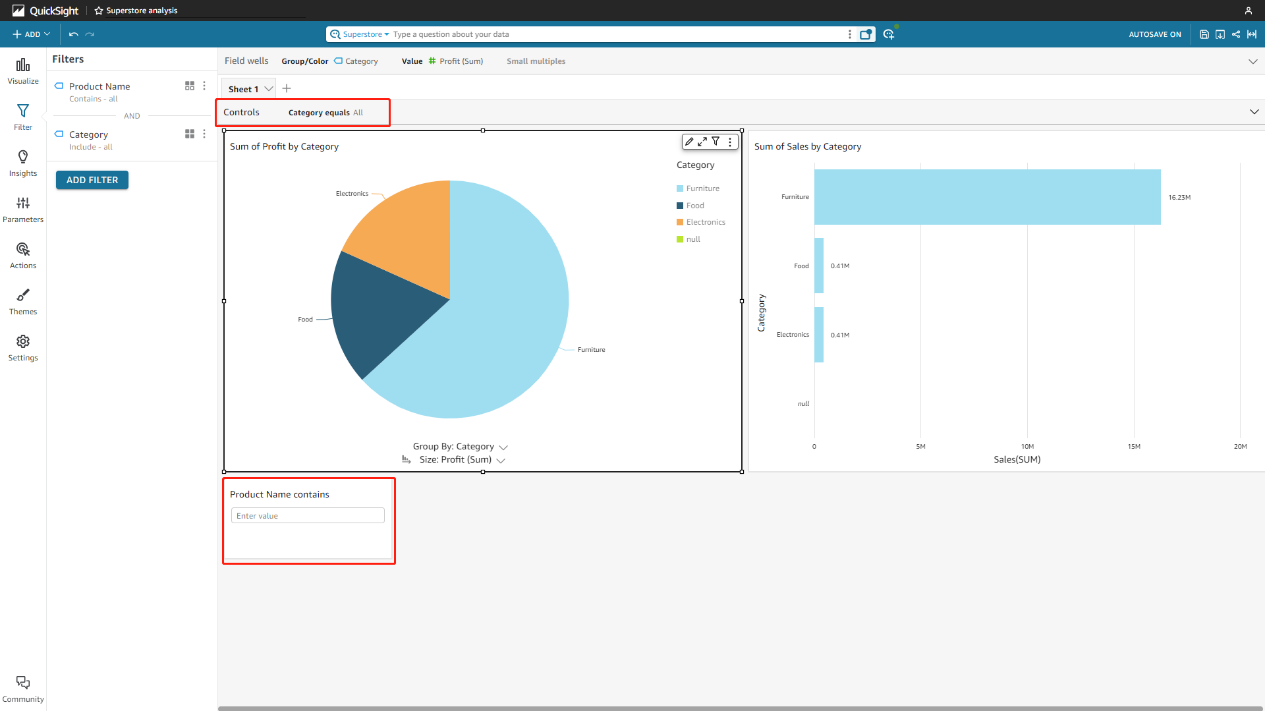 QuickSight
Superstore analysis
ADD
Superstore
Type a question about your data
AUTOSAVE ON
Visualize
Filter
Insights
Parameters
Actions
Themes
Settings
Community
Filters
Product Name
Contains - all
AND
Category
Include - all
ADD FILTER
Field wells Group/Color Category Value Profit (Sum) Small multiples
Sheet 1
Controls Category equals All
Sum of Profit by Category
Category
Furniture
Food
Electronics
null
Electronics
Food
Furniture
Group By: Category
Size: Profit (Sum)
Sum of Sales by Category
Category
Furniture 16.23M
Food 0.41M
Electronics 0.41M
null
0 5M 10M 15M 20M
Sales(SUM)
Product Name contains
Enter value